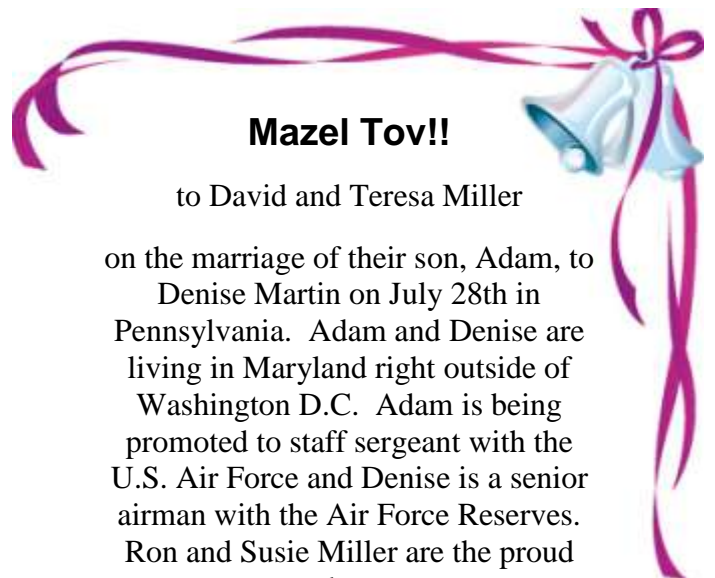 Mazel Tov!!
to David and Teresa Miller
on the marriage of their son, Adam, to
Denise Martin on July 28th in
Pennsylvania.  Adam and Denise are
living in Maryland right outside of
Washington D.C.  Adam is being
promoted to staff sergeant with the
U.S. Air Force and Denise is a senior
airman with the Air Force Reserves.
Ron and Susie Miller are the proud